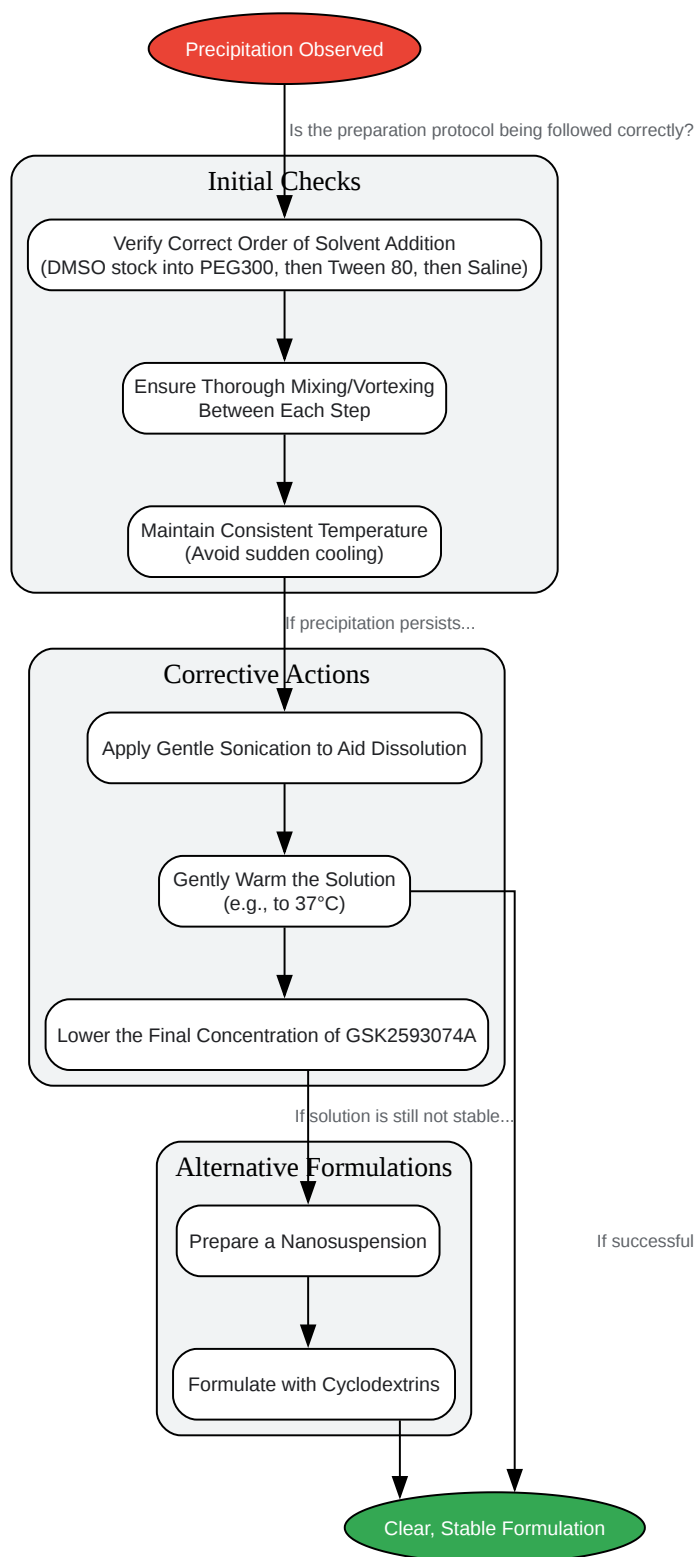 Precipitation Observed
Is the preparation protocol being followed correctly?
Initial Checks
Verify Correct Order of Solvent Addition
(DMSO stock into PEG300, then Tween 80, then Saline)
Ensure Thorough Mixing/Vortexing
Between Each Step
Maintain Consistent Temperature
(Avoid sudden cooling)
If precipitation persists...
Corrective Actions
Apply Gentle Sonication to Aid Dissolution
Gently Warm the Solution
(e.g., to 37°C)
Lower the Final Concentration of GSK2593074A
If solution is still not stable...
Alternative Formulations
Prepare a Nanosuspension
If successful
Formulate with Cyclodextrins
Clear, Stable Formulation